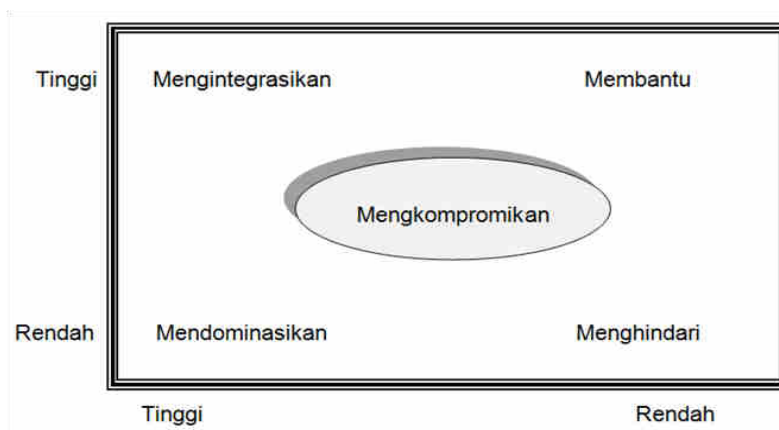 Tinggi Mengintegrasikan Membantu
Mengkompromikan
Rendah Mendominasikan Menghindari
Tinggi Rendah